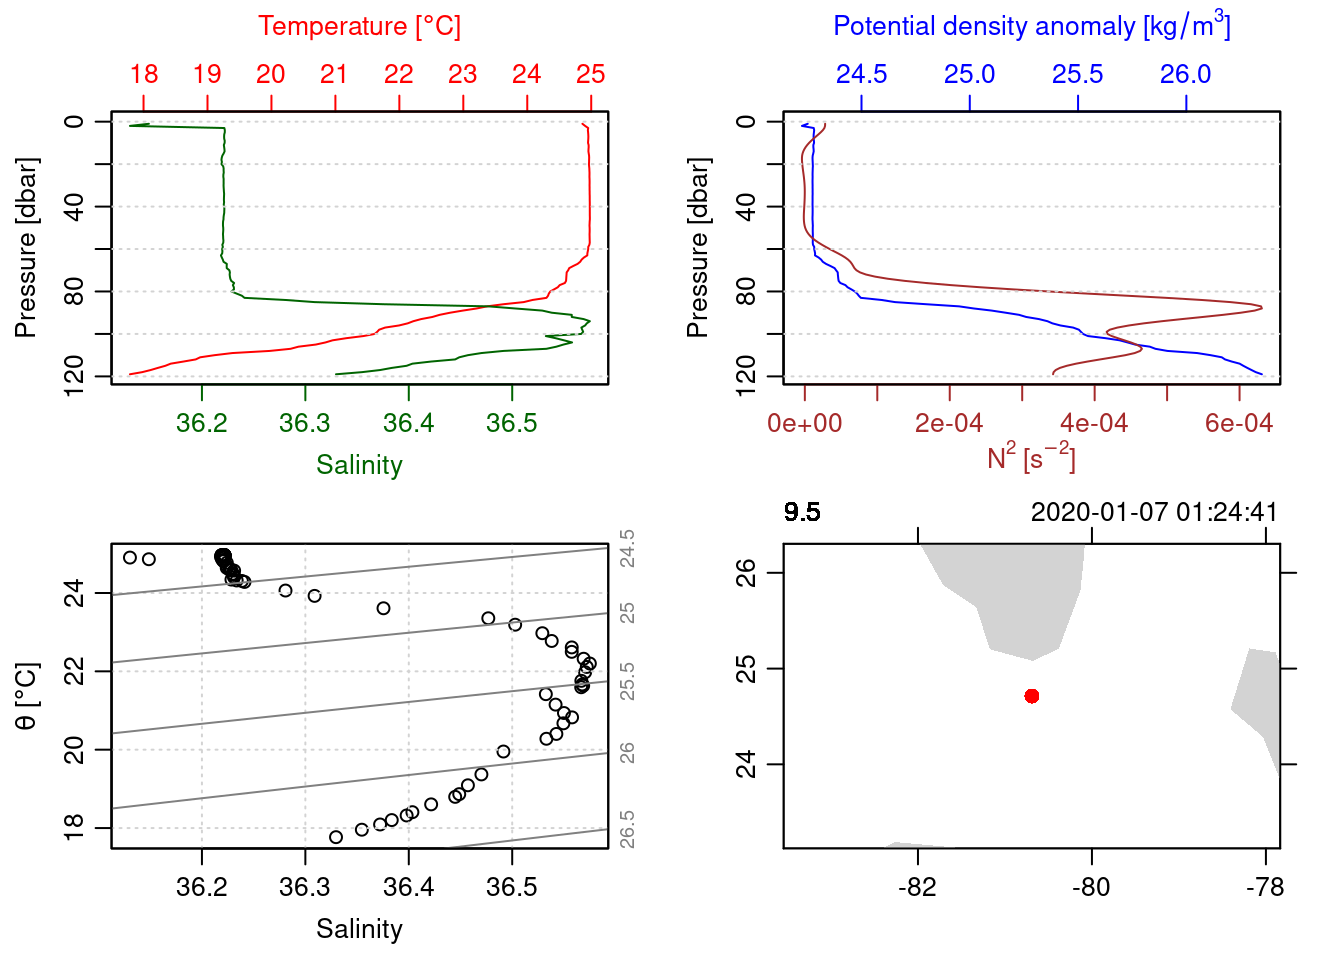 Temperature [°C]
18 19 20 21 22 23 24 25
Pressure [dbar]
0 40 80 120
36.2 36.3 36.4 36.5
Salinity
Potential density anomaly [kg/m³]
24.5 25.0 25.5 26.0
Pressure [dbar]
0 40 80 120
0e+00 2e-04 4e-04 6e-04
N² [s⁻²]
θ [°C]
24 22 20 18
24.5 25 25.5 26 26.5
36.2 36.3 36.4 36.5
Salinity
9.5 2020-01-07 01:24:41
26 25 24
-82 -80 -78